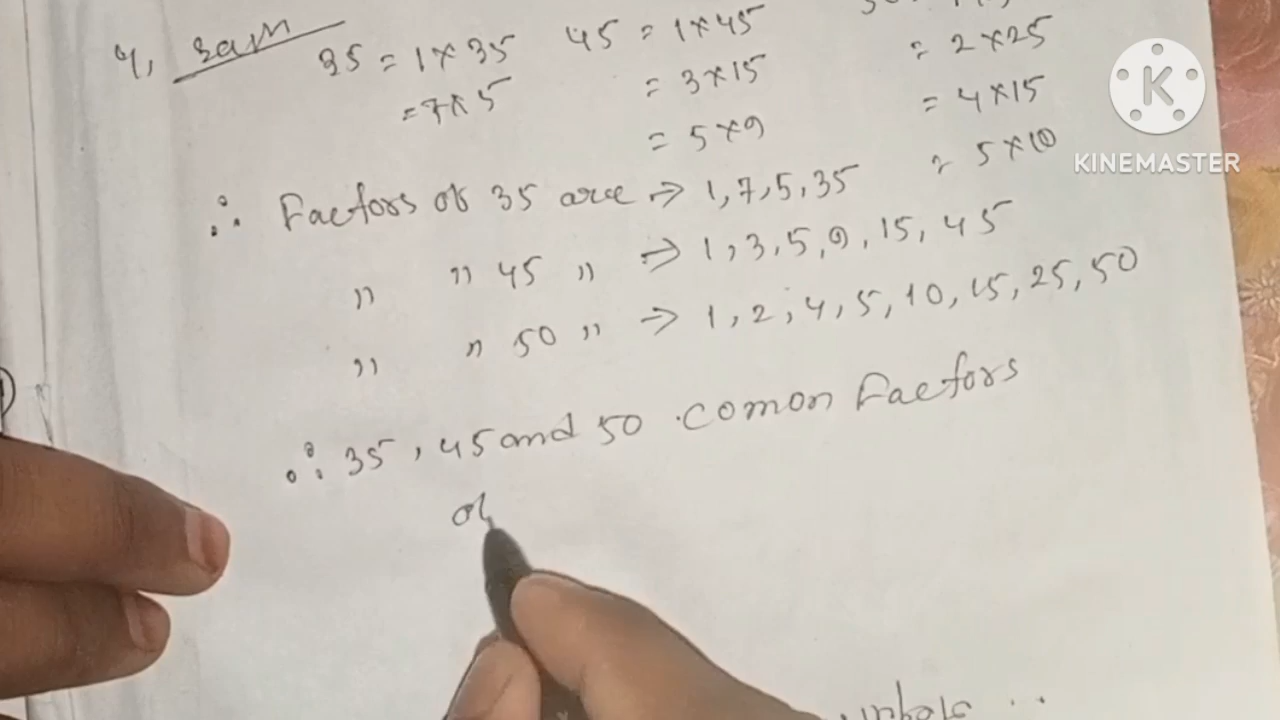 35 = 1×35 45 = 1×45
= 7×5 = 3×15 = 2×25
= 5×9 = 4×15
= 5×10
∴ Factors of 35 are → 1, 7, 5, 35
,, ,, 45 ,, → 1, 3, 5, 9, 15, 45
,, ,, 50 ,, → 1, 2, 4, 5, 10, 15, 25, 50
∴ 35, 45 and 50 comon Factors
of
K
KINEMASTER